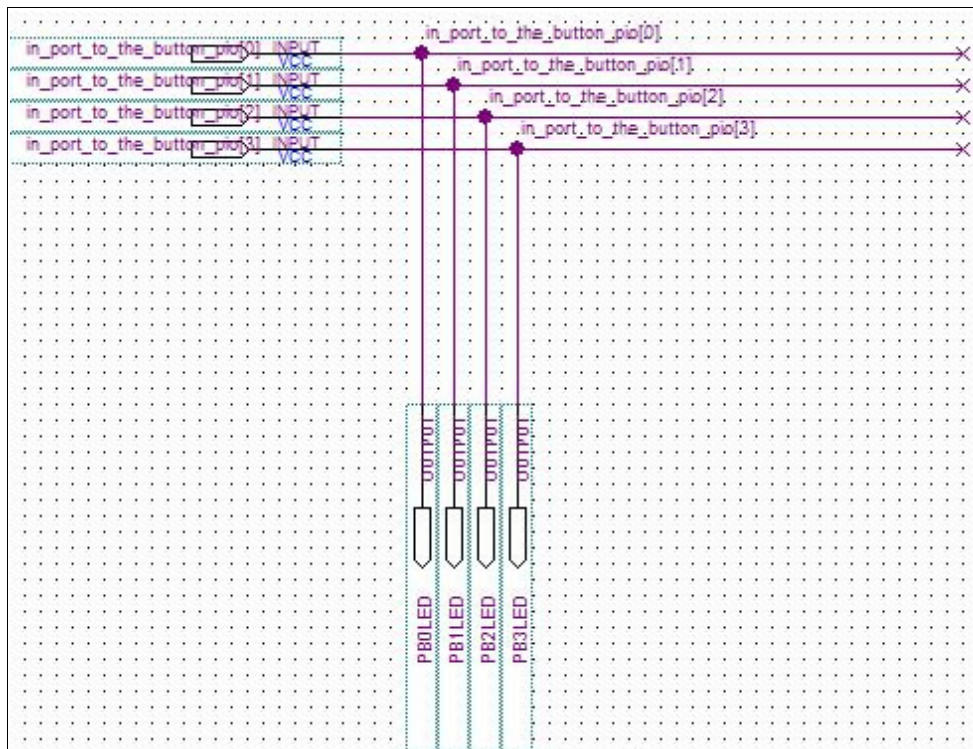 in_port_to_the_button_pio[0].
in_port_to_the_button_pio[0] INPUT
VCC
in_port_to_the_button_pio[1].
in_port_to_the_button_pio[1] INPUT
VCC
in_port_to_the_button_pio[2].
in_port_to_the_button_pio[2] INPUT
VCC
in_port_to_the_button_pio[3].
in_port_to_the_button_pio[3] INPUT
VCC
OUTPUT
OUTPUT
OUTPUT
OUTPUT
PB0LED
PB1LED
PB2LED
PB3LED